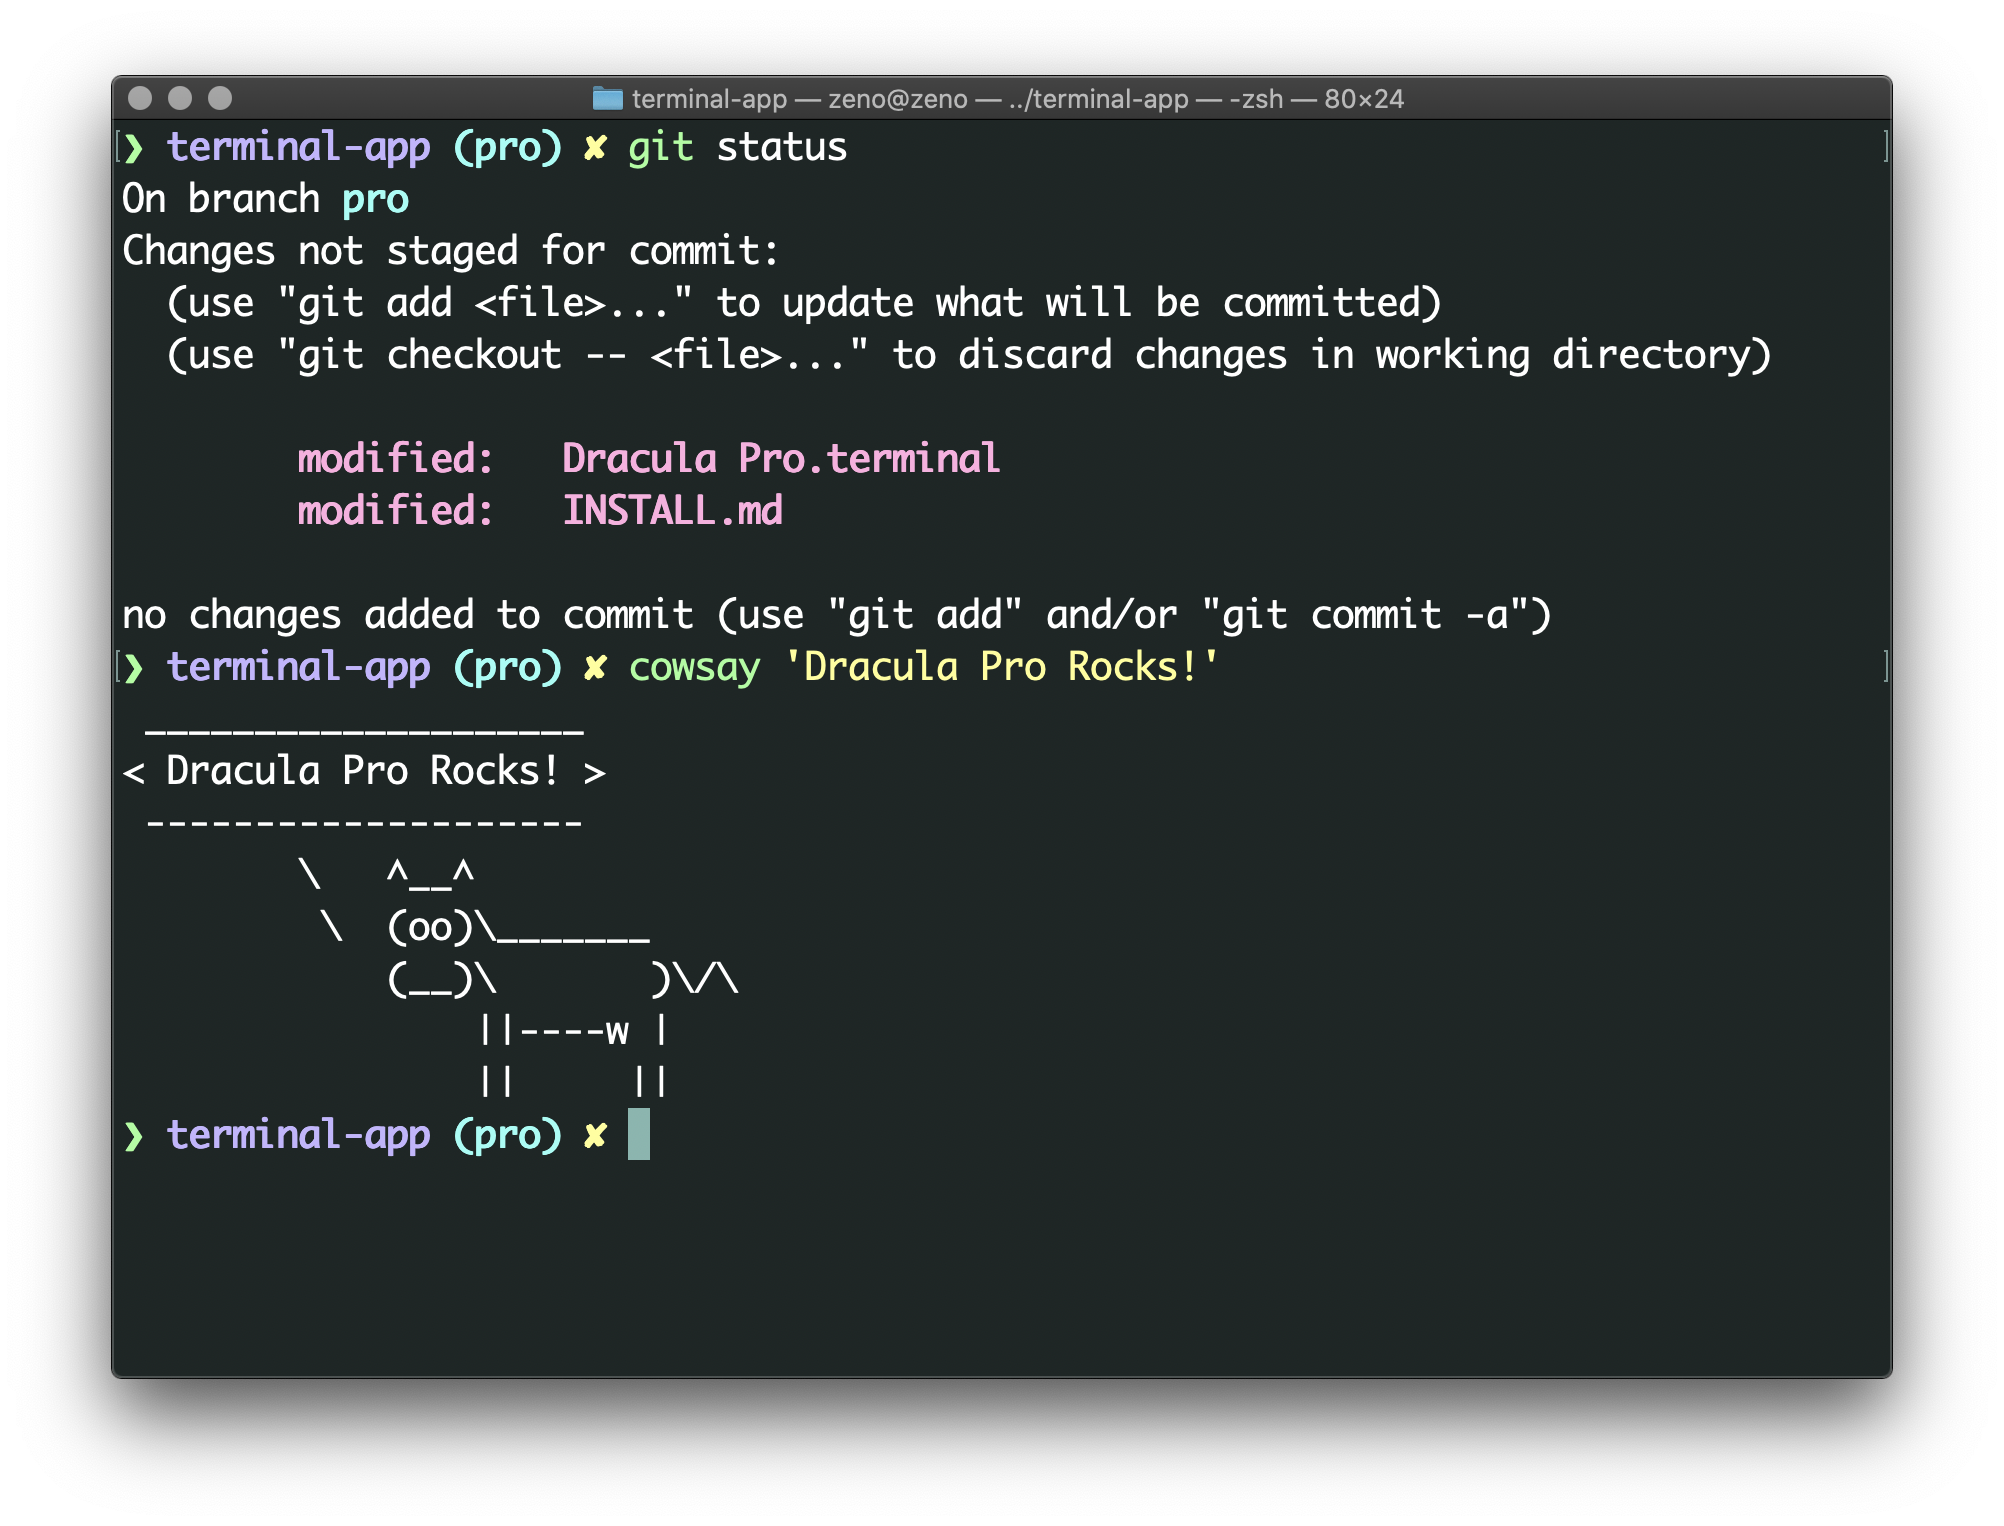 terminal-app — zeno@zeno — ../terminal-app — -zsh — 80×24
❯ terminal-app (pro) ✘ git status
On branch pro
Changes not staged for commit:
  (use "git add <file>..." to update what will be committed)
  (use "git checkout -- <file>..." to discard changes in working directory)

        modified:   Dracula Pro.terminal
        modified:   INSTALL.md

no changes added to commit (use "git add" and/or "git commit -a")
❯ terminal-app (pro) ✘ cowsay 'Dracula Pro Rocks!'
 ____________________
< Dracula Pro Rocks! >
 --------------------
        \   ^__^
         \  (oo)\_______
            (__)\       )\/\
                ||----w |
                ||     ||
❯ terminal-app (pro) ✘